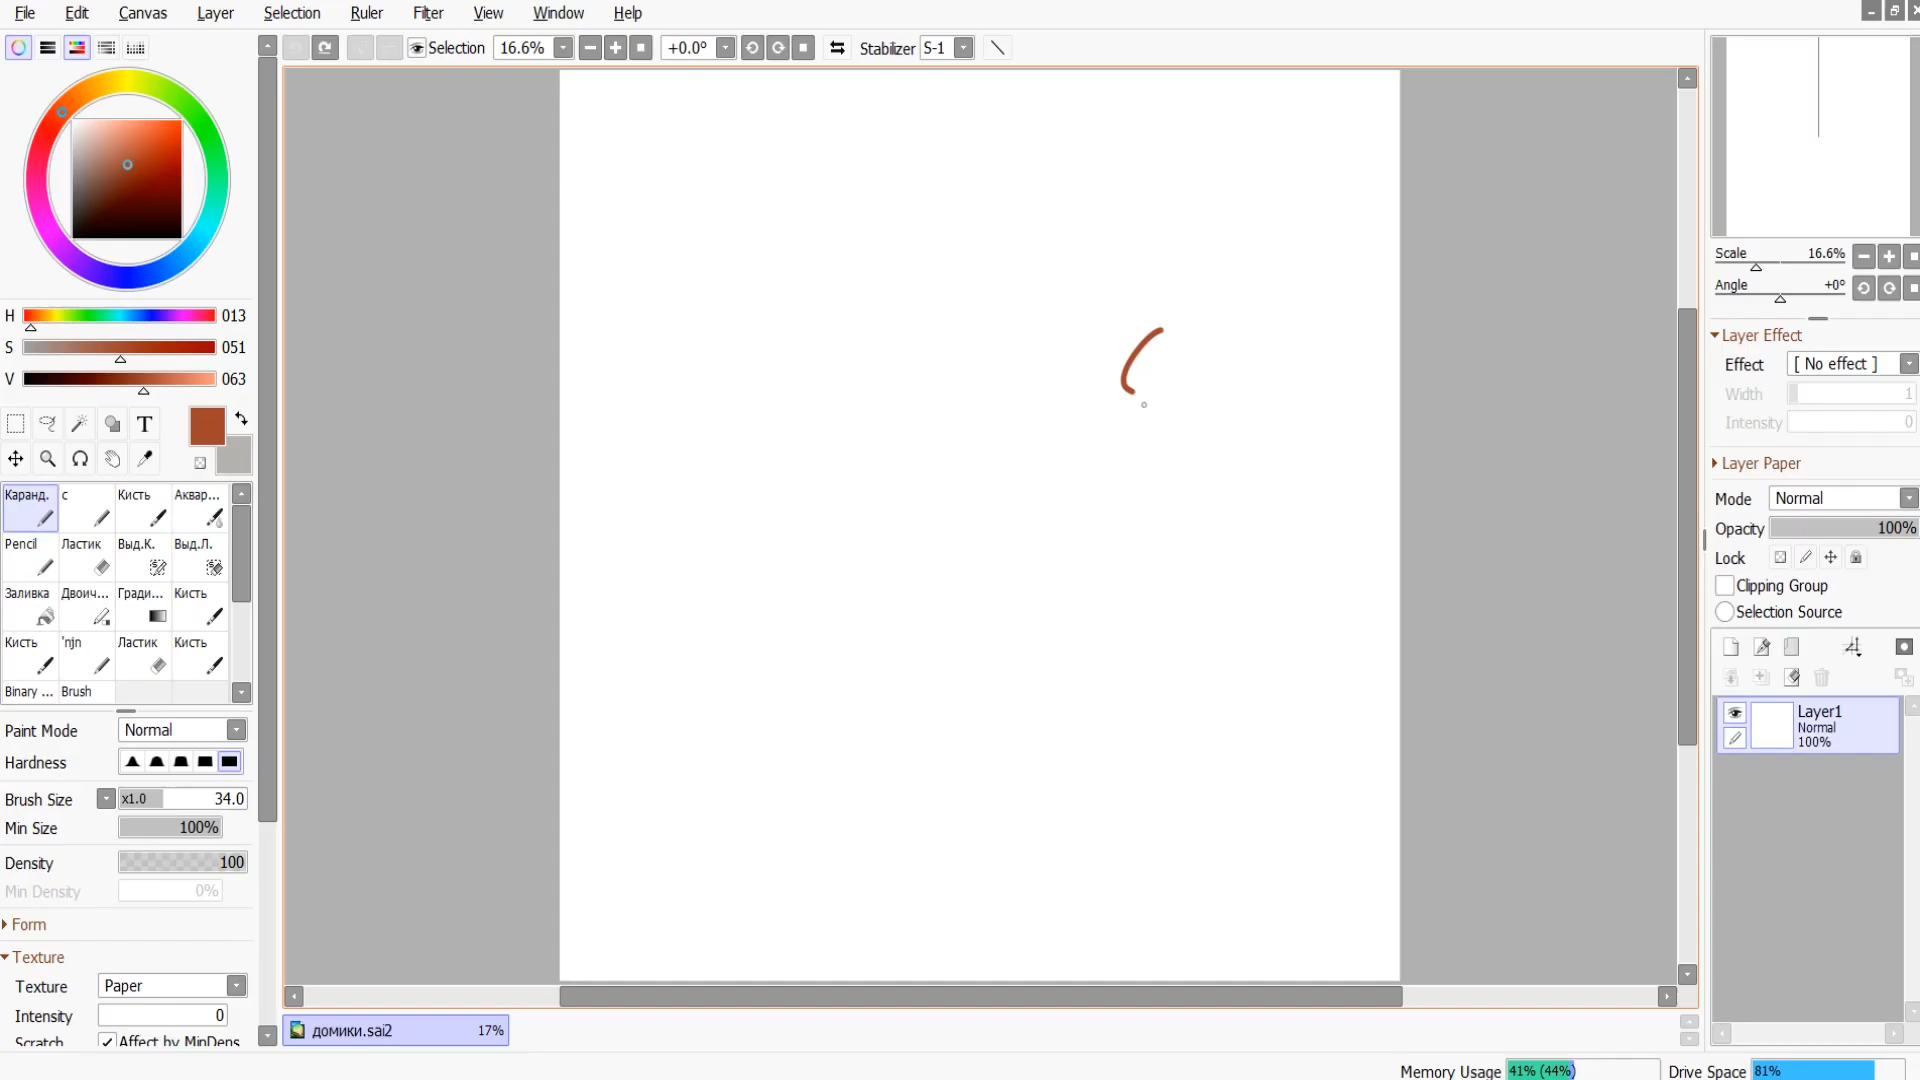 File Edit Canvas Layer Selection Ruler Filter View Window Help
Selection 16.6% +0.0° Stabilizer S-1
H 013
S 051
V 063
T
Каранд. с Кисть Аквар...
Pencil Ластик Выд.К. Выд.Л.
Заливка Двоич... Гради... Кисть
Кисть 'njn Ластик Кисть
Binary ... Brush
Paint Mode Normal
Hardness
Brush Size x1.0 34.0
Min Size 100%
Density 100
Min Density 0%
Form
Texture
Texture Paper
Intensity 0
Scratch Affect by MinDens
домики.sai2 17%
Scale 16.6%
Angle +0°
Layer Effect
Effect [ No effect ]
Width 1
Intensity 0
Layer Paper
Mode Normal
Opacity 100%
Lock
Clipping Group
Selection Source
Layer1
Normal
100%
Memory Usage 41% (44%) Drive Space 81%